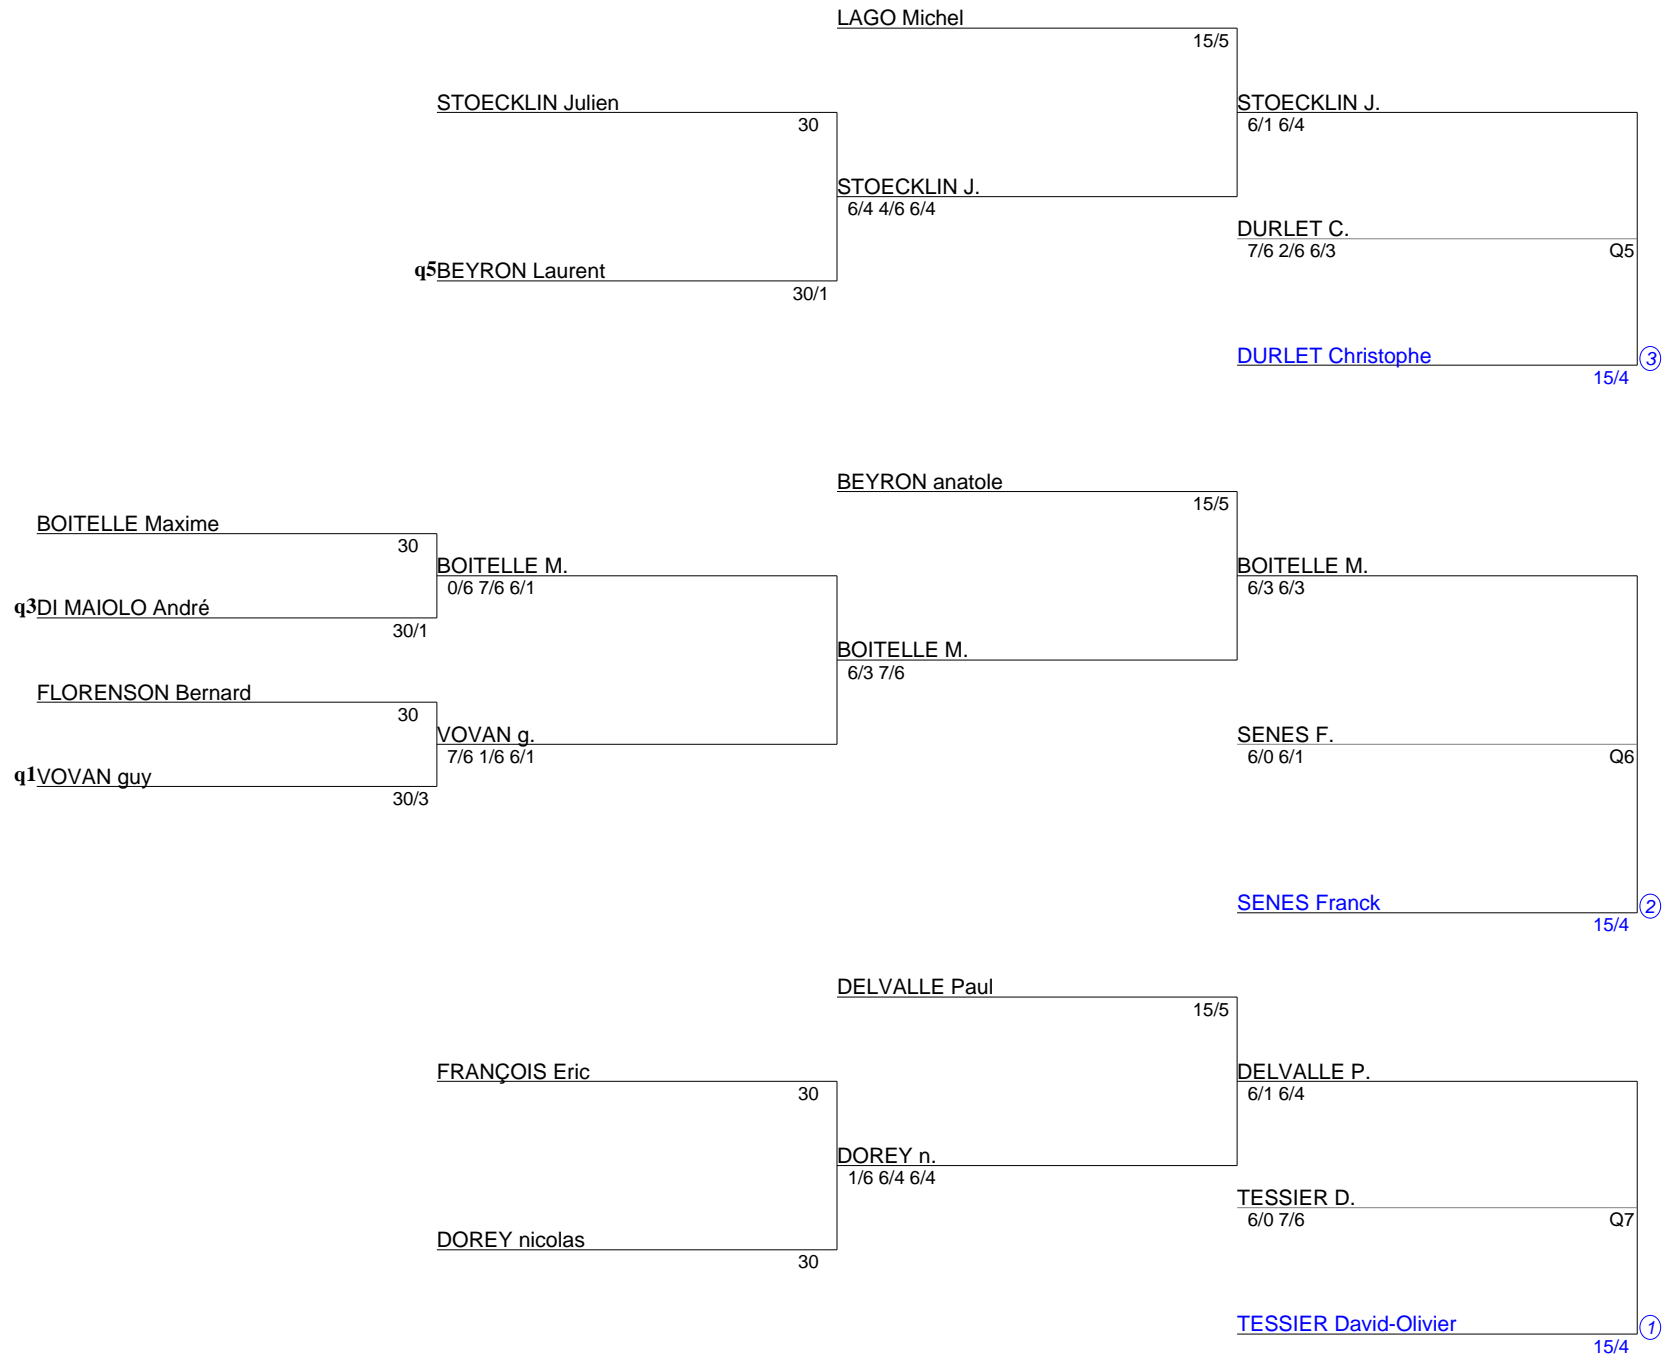 LAGO Michel
15/5
STOECKLIN Julien
30
STOECKLIN J.
6/1 6/4
STOECKLIN J.
6/4 4/6 6/4
DURLET C.
7/6 2/6 6/3
Q5
q5BEYRON Laurent
30/1
DURLET Christophe
3
15/4
BEYRON anatole
15/5
BOITELLE Maxime
30
BOITELLE M.
0/6 7/6 6/1
BOITELLE M.
6/3 6/3
q3DI MAIOLO André
30/1
BOITELLE M.
6/3 7/6
FLORENSON Bernard
30
VOVAN g.
7/6 1/6 6/1
SENES F.
6/0 6/1
Q6
q1VOVAN guy
30/3
SENES Franck
2
15/4
DELVALLE Paul
15/5
FRANÇOIS Eric
30
DELVALLE P.
6/1 6/4
DOREY n.
1/6 6/4 6/4
TESSIER D.
6/0 7/6
Q7
DOREY nicolas
30
TESSIER David-Olivier
1
15/4